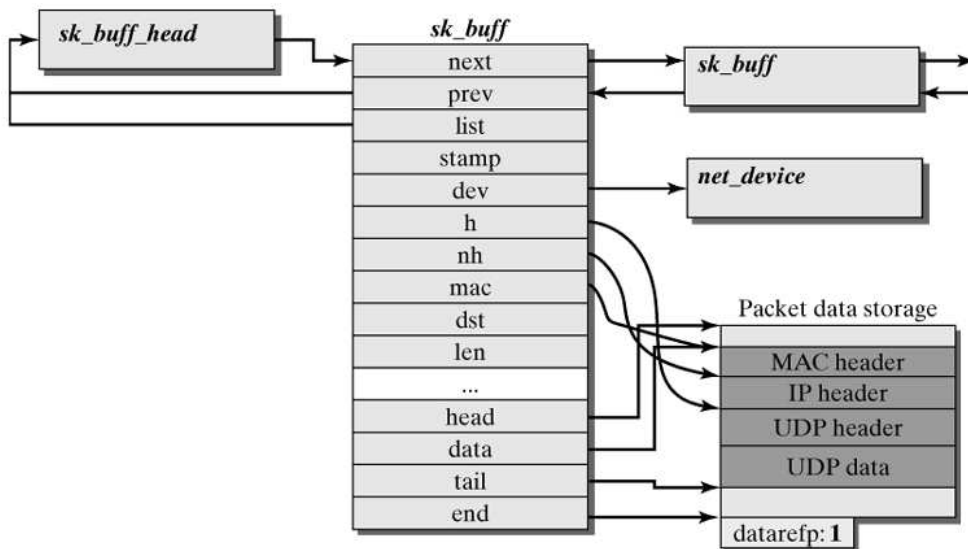 sk_buff_head
sk_buff
next
prev
list
stamp
dev
h
nh
mac
dst
len
...
head
data
tail
end
sk_buff
net_device
Packet data storage
MAC header
IP header
UDP header
UDP data
datarefp: 1